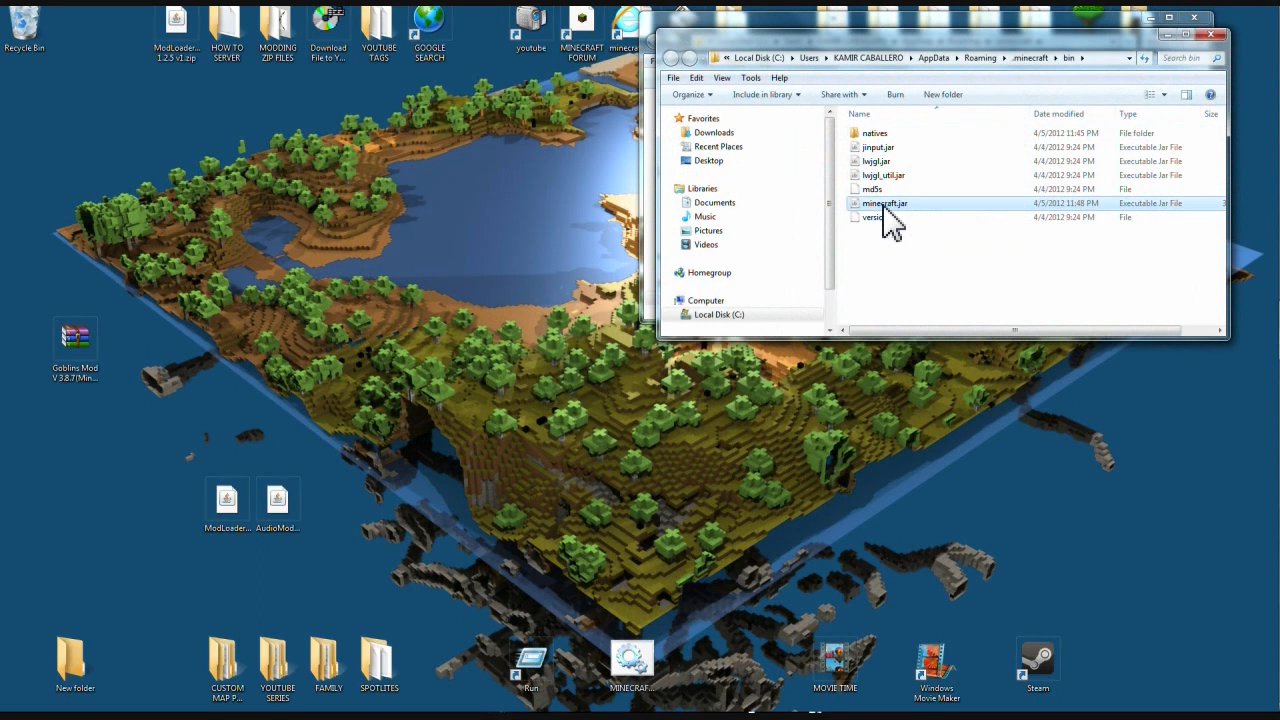 Recycle Bin
ModLoader...
1.2.5 v1.zip
HOW TO
SERVER
MODDING
ZIP FILES
Download
File to Y...
YOUTUBE
TAGS
GOOGLE
SEARCH
youtube
MINECRAFT
FORUM
minecra
Local Disk (C:) Users KAMIR CABALLERO AppData Roaming .minecraft bin
Search bin
File Edit View Tools Help
Organize Include in library Share with Burn New folder
Name Date modified Type Size
Favorites
Downloads
Recent Places
Desktop
Libraries
Documents
Music
Pictures
Videos
Homegroup
Computer
Local Disk (C:)
natives 4/5/2012 11:45 PM File folder
jinput.jar 4/4/2012 9:24 PM Executable Jar File
lwjgl.jar 4/4/2012 9:24 PM Executable Jar File
lwjgl_util.jar 4/4/2012 9:24 PM Executable Jar File
md5s 4/4/2012 9:24 PM File
minecraft.jar 4/5/2012 11:48 PM Executable Jar File 3
versio 4/4/2012 9:24 PM File
Goblins Mod
V 3.8.7(Min...
ModLoader...
AudioMod...
New folder
CUSTOM
MAP P...
YOUTUBE
SERIES
FAMILY
SPOTLITES
Run
MINECRAF...
MOVIE TIME
Windows
Movie Maker
Steam